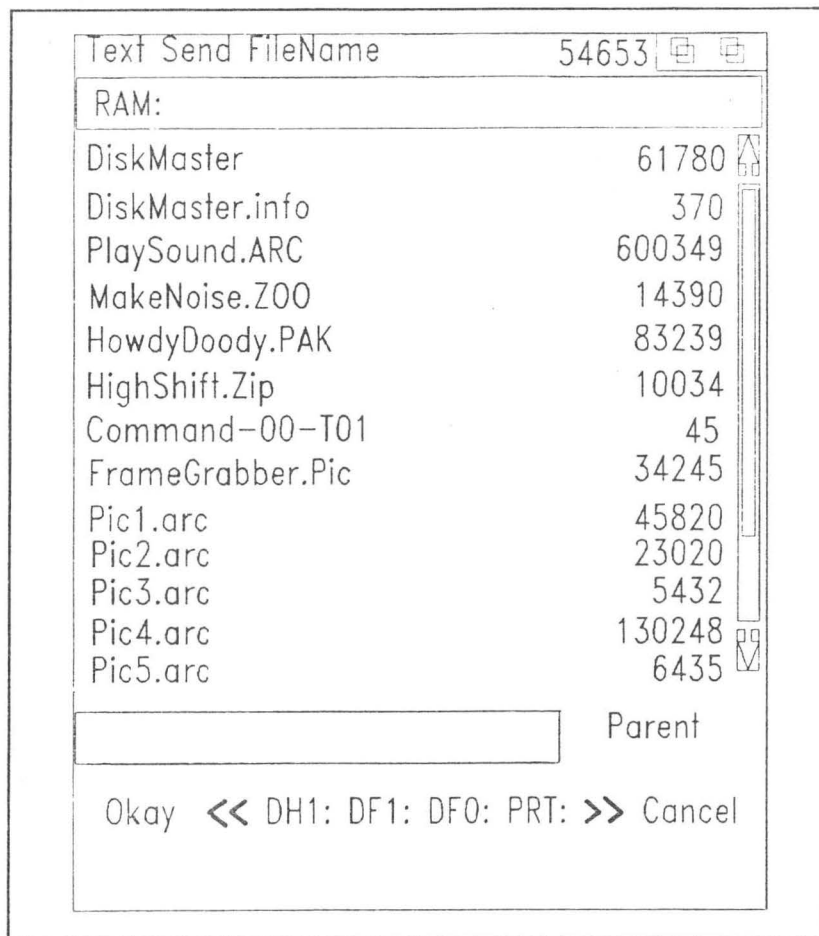 Text Send FileName 54653
RAM:
DiskMaster 61780
DiskMaster.info 370
PlaySound.ARC 600349
MakeNoise.ZOO 14390
HowdyDoody.PAK 83239
HighShift.Zip 10034
Command-00-T01 45
FrameGrabber.Pic 34245
Pic1.arc 45820
Pic2.arc 23020
Pic3.arc 5432
Pic4.arc 130248
Pic5.arc 6435
Parent
Okay << DH1: DF1: DF0: PRT: >> Cancel